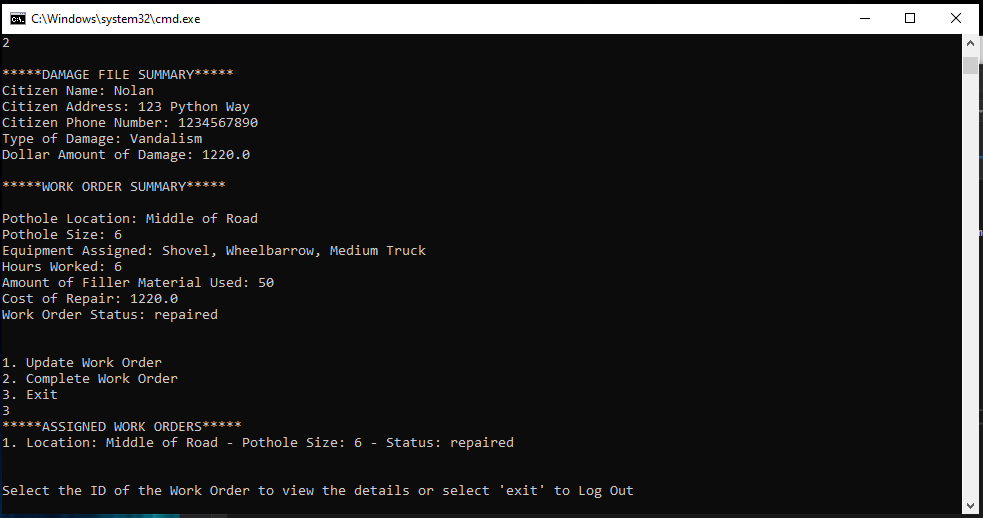 C:\Windows\system32\cmd.exe
2
*****DAMAGE FILE SUMMARY*****
Citizen Name: Nolan
Citizen Address: 123 Python Way
Citizen Phone Number: 1234567890
Type of Damage: Vandalism
Dollar Amount of Damage: 1220.0
*****WORK ORDER SUMMARY*****
Pothole Location: Middle of Road
Pothole Size: 6
Equipment Assigned: Shovel, Wheelbarrow, Medium Truck
Hours Worked: 6
Amount of Filler Material Used: 50
Cost of Repair: 1220.0
Work Order Status: repaired
1. Update Work Order
2. Complete Work Order
3. Exit
3
*****ASSIGNED WORK ORDERS*****
1. Location: Middle of Road - Pothole Size: 6 - Status: repaired
Select the ID of the Work Order to view the details or select 'exit' to Log Out